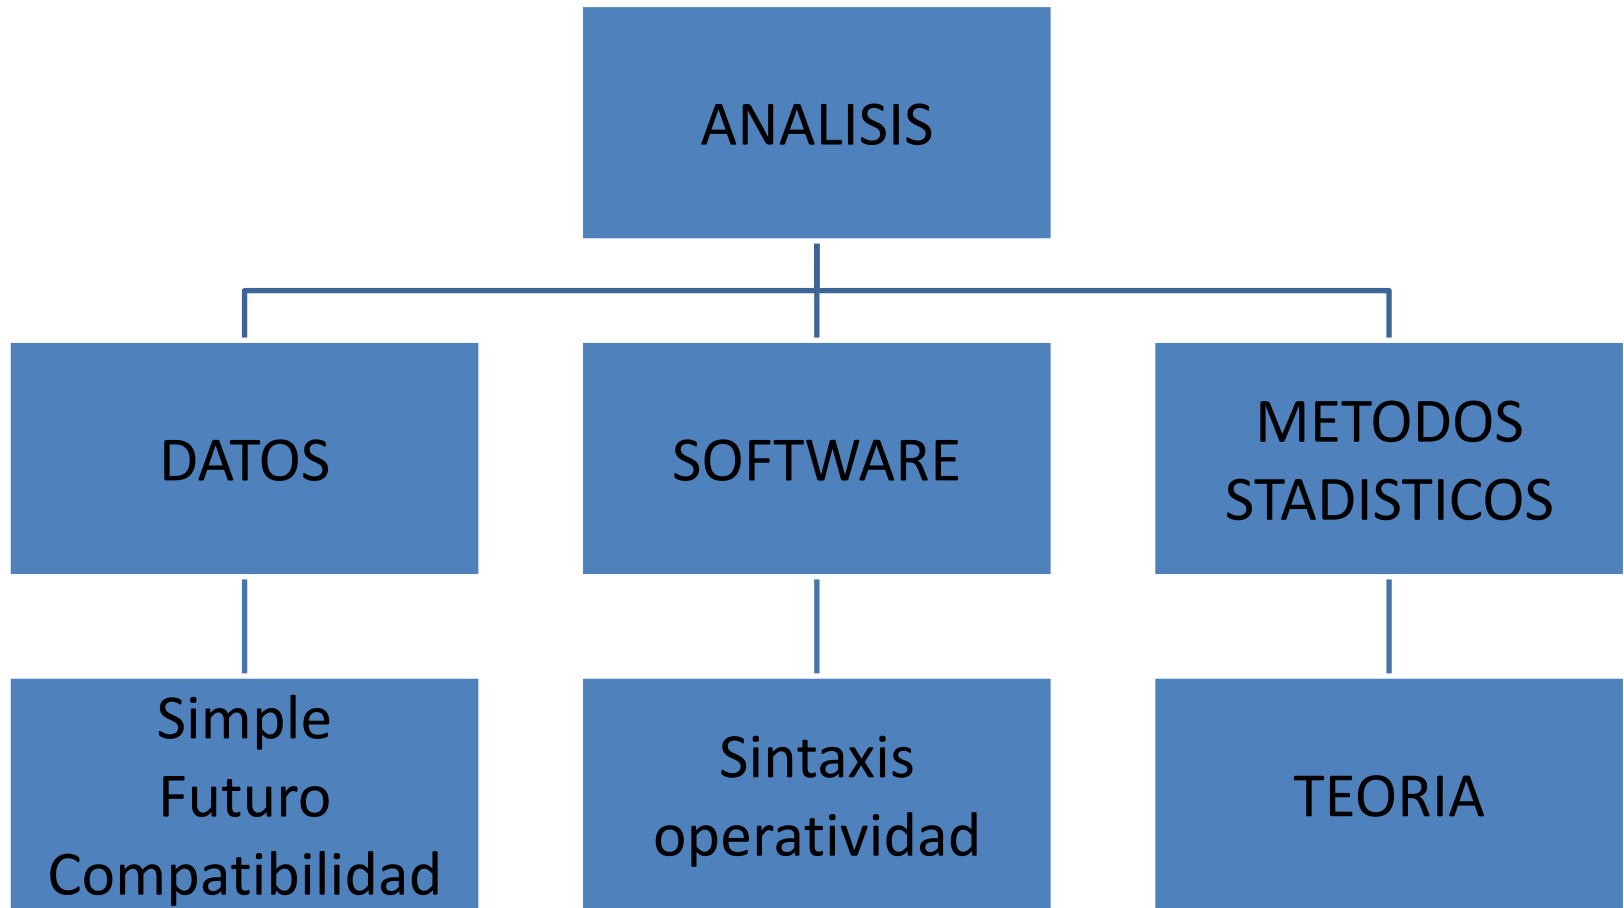 ANALISIS
DATOS
SOFTWARE
METODOS
STADISTICOS
Simple
Futuro
Compatibilidad
Sintaxis
operatividad
TEORIA